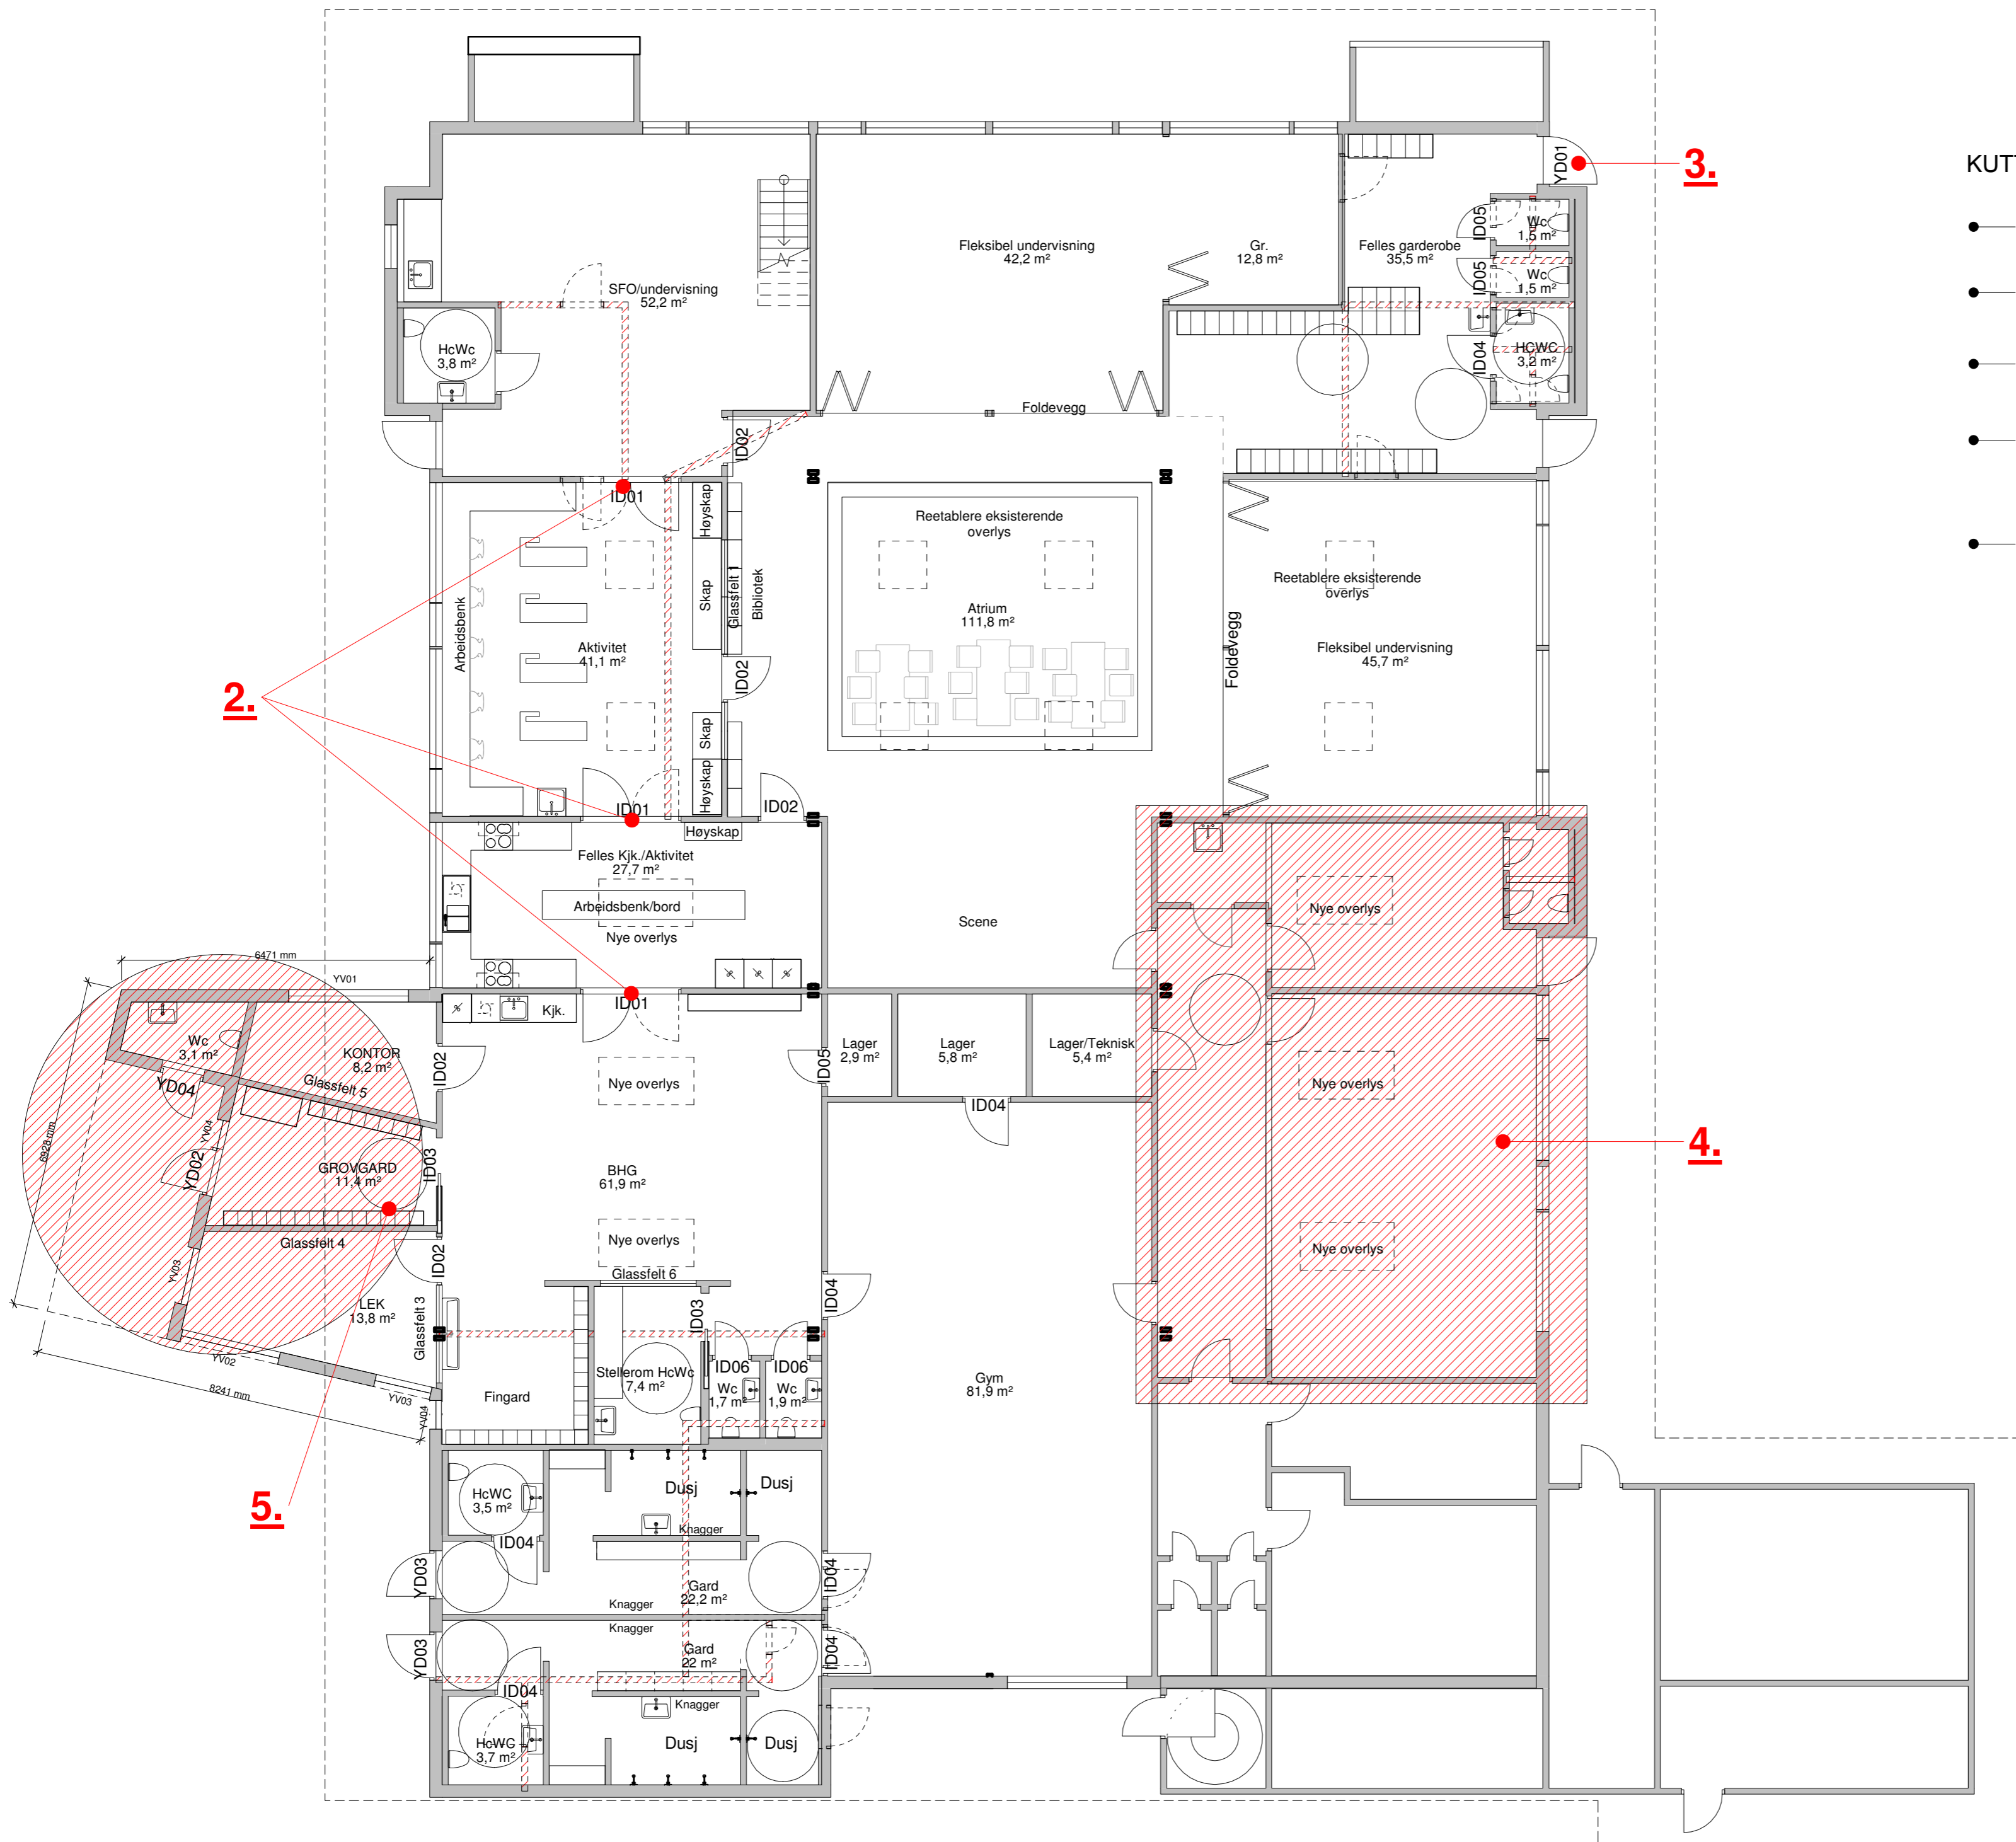 KUT
3.
YD01
ID05
Wc
1,5 m²
Fleksibel undervisning
42,2 m²
Gr.
12,8 m²
Felles garderobe
35,5 m²
ID05
Wc
1,5 m²
SFO/undervisning
52,2 m²
HcWc
3,8 m²
ID04
HCWC
3,2 m²
Foldevegg
ID02
ID01
Høyskap
Reetablere eksisterende
overlys
Reetablere eksisterende
overlys
Arbeidsbenk
Skap
Glassfelt 1
Bibliotek
Atrium
111,8 m²
Aktivitet
41,1 m²
Foldevegg
Fleksibel undervisning
45,7 m²
ID02
2.
Skap
Høyskap
ID01
ID02
Høyskap
Felles Kjk./Aktivitet
27,7 m²
Arbeidsbenk/bord
Nye overlys
Scene
Nye overlys
6471 mm
YV01
ID01
Kjk.
Wc
3,1 m²
KONTOR
8,2 m²
ID02
ID05
Lager
2,9 m²
Lager
5,8 m²
Lager/Teknisk
5,4 m²
YD04
Glassfelt 5
Nye overlys
Nye overlys
ID04
6928 mm
YV04
YD02
GROVGARD
11,4 m²
ID03
BHG
61,9 m²
4.
Glassfelt 4
Nye overlys
Nye overlys
YV03
ID02
Glassfelt 6
LEK
13,8 m²
Glassfelt 3
ID03
ID04
YV02
8241 mm
YV03
YV04
Fingard
Stellerom HcWc
7,4 m²
ID06
Wc
1,7 m²
ID06
Wc
1,9 m²
Gym
81,9 m²
5.
HcWC
3,5 m²
Dusj
Dusj
Knagger
ID04
YD03
Gard
22,2 m²
ID04
Knagger
Knagger
YD03
Gard
22 m²
ID04
ID04
Knagger
HcWC
3,7 m²
Dusj
Dusj